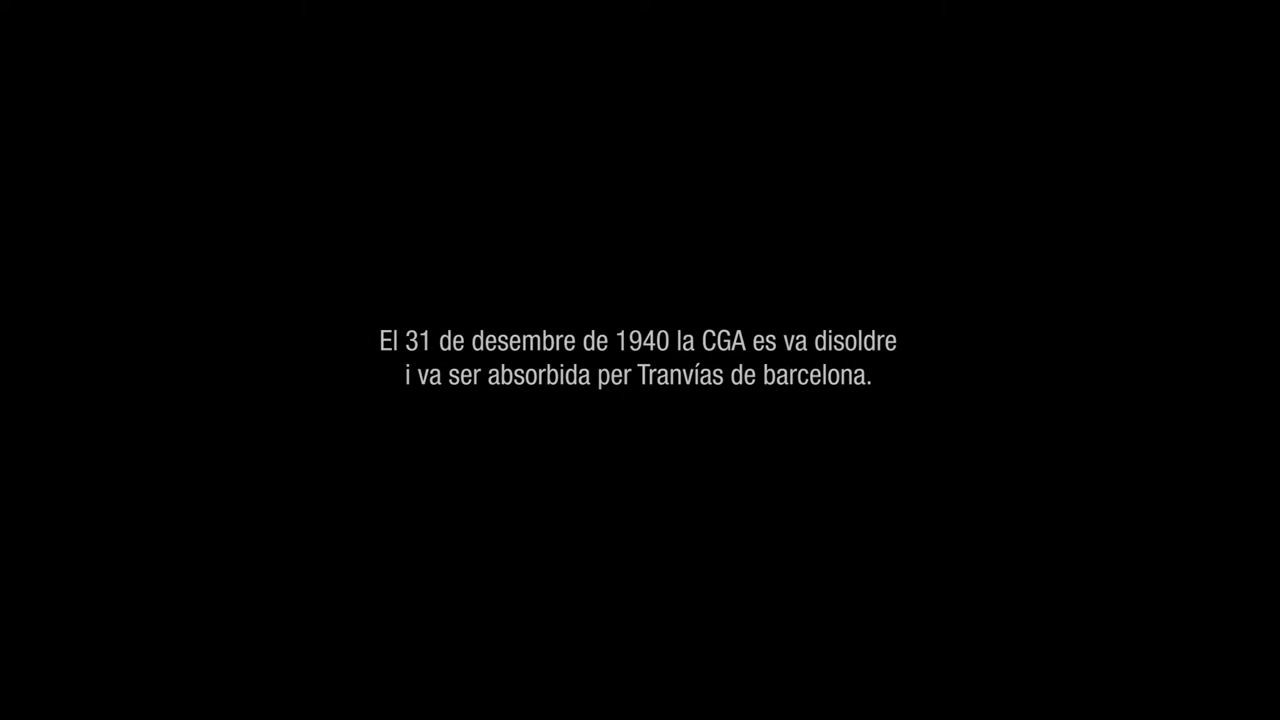 El 31 de desembre de 1940 la CGA es va disoldre
i va ser absorbida per Tranvías de barcelona.